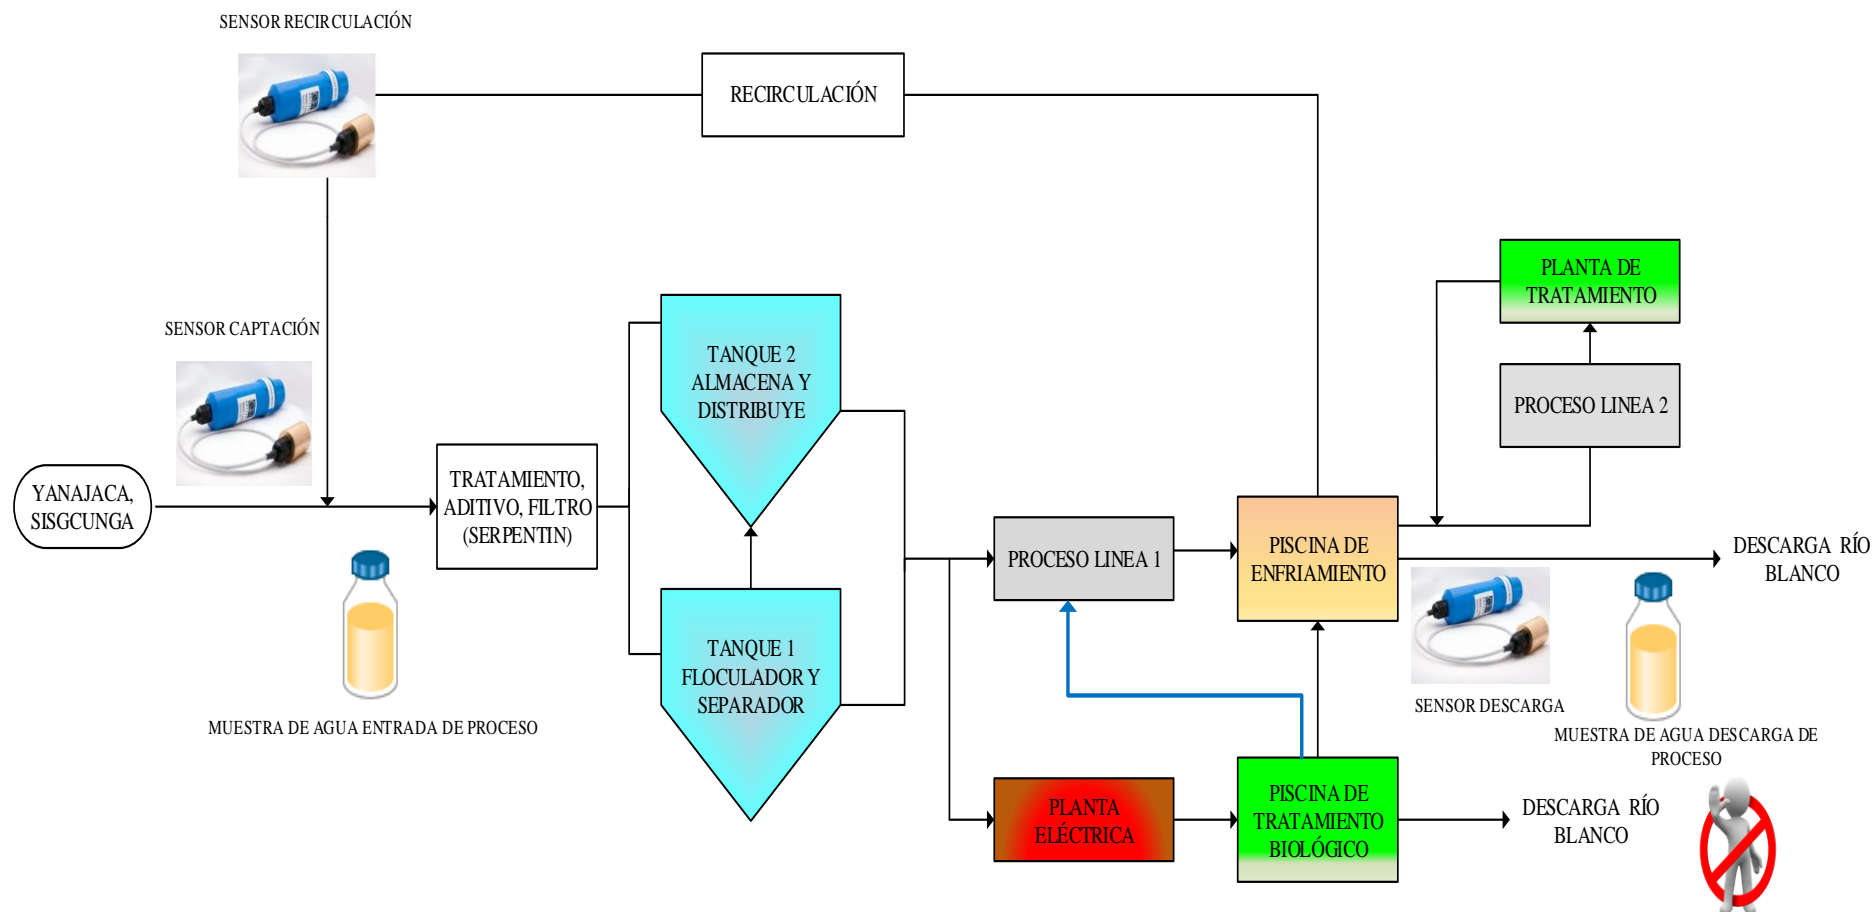 SENSOR RECIRCULACIÓN
RECIRCULACIÓN
SENSOR CAPTACIÓN
YANAJACA,
SISGCUNGA
MUESTRA DE AGUA ENTRADA DE PROCESO
TRATAMIENTO,
ADITIVO, FILTRO
(SERPENTIN)
TANQUE 2
ALMACENA Y
DISTRIBUYE
TANQUE 1
FLOCULADOR Y
SEPARADOR
PROCESO LINEA 1
PLANTA
ELÉCTRICA
PISCINA DE
ENFRIAMIENTO
PISCINA DE
TRATAMIENTO
BIOLÓGICO
PLANTA DE
TRATAMIENTO
PROCESO LINEA 2
DESCARGA RÍO
BLANCO
SENSOR DESCARGA
MUESTRA DE AGUA DESCARGA DE
PROCESO
DESCARGA RÍO
BLANCO